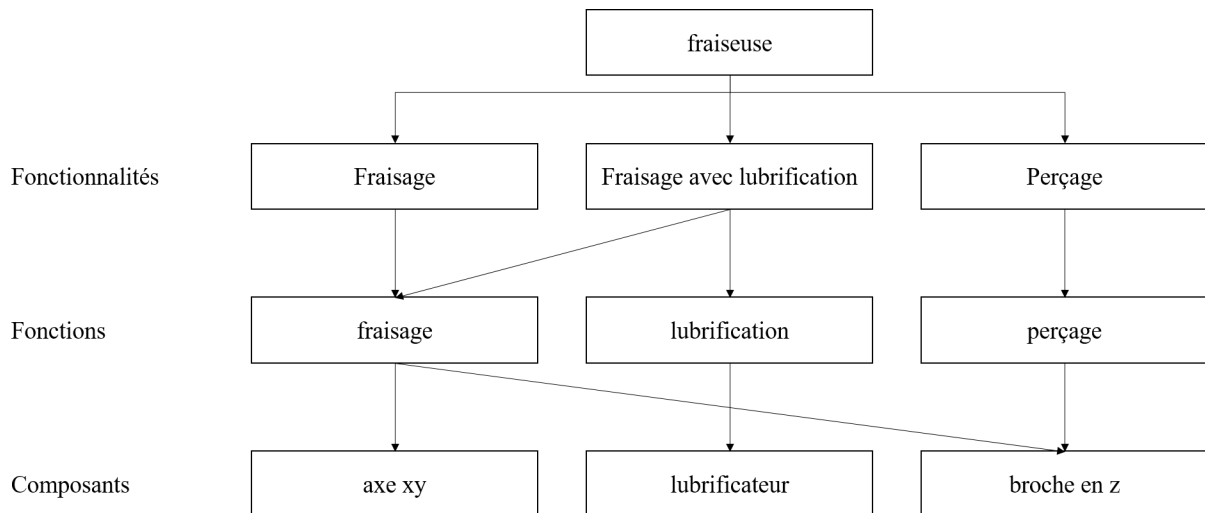 fraiseuse
Fonctionnalités
Fraisage
Fraisage avec lubrification
Perçage
Fonctions
fraisage
lubrification
perçage
Composants
axe xy
lubrificateur
broche en z